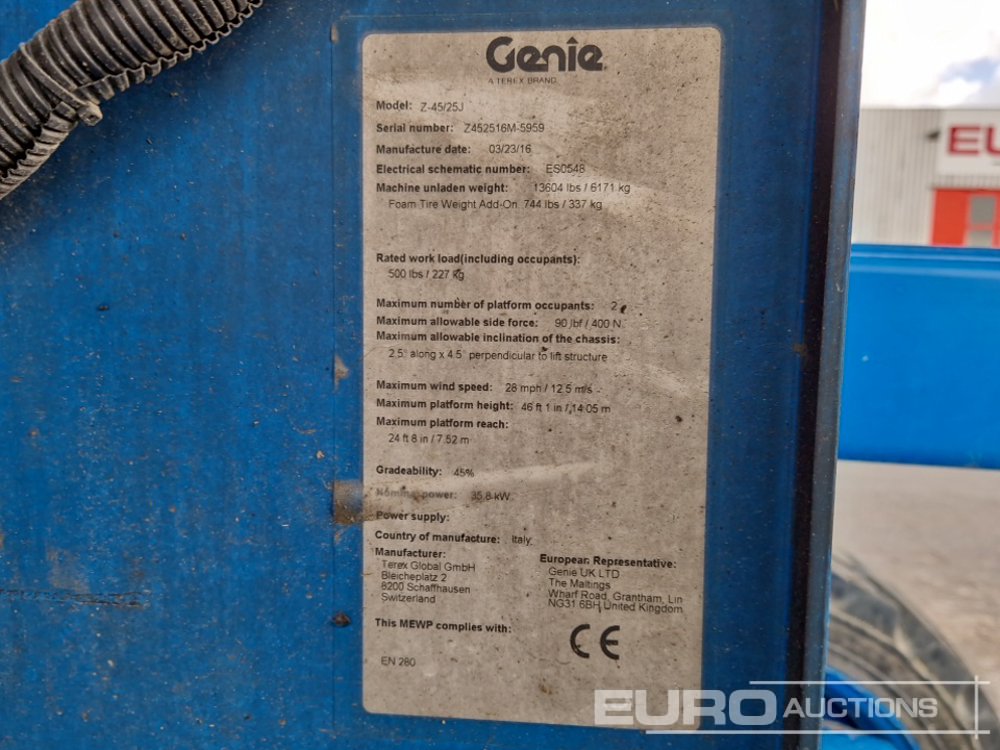 Genie
A TEREX BRAND
Model: Z-45/25J
Serial number: Z452516M-5959
Manufacture date: 03/23/16
Electrical schematic number: ES0548
Machine unladen weight: 13604 lbs / 6171 kg
Foam Tire Weight Add-On 744 lbs / 337 kg
Rated work load(including occupants):
500 lbs / 227 kg
Maximum number of platform occupants: 2
Maximum allowable side force: 90 lbf / 400 N
Maximum allowable inclination of the chassis:
2.5° along x 4.5° perpendicular to lift structure
Maximum wind speed: 28 mph / 12.5 m/s
Maximum platform height: 46 ft 1 in / 14.05 m
Maximum platform reach:
24 ft 8 in / 7.52 m
Gradeability: 45%
Nominal power: 35.8 kW
Power supply:
Country of manufacture: Italy
Manufacturer:
Terex Global GmbH
Bleicheplatz 2
8200 Schaffhausen
Switzerland
European Representative:
Genie UK LTD
The Maltings
Wharf Road, Grantham, Lin
NG31 6BH United Kingdom
This MEWP complies with:
CE
EN 280
EURO
EURO AUCTIONS